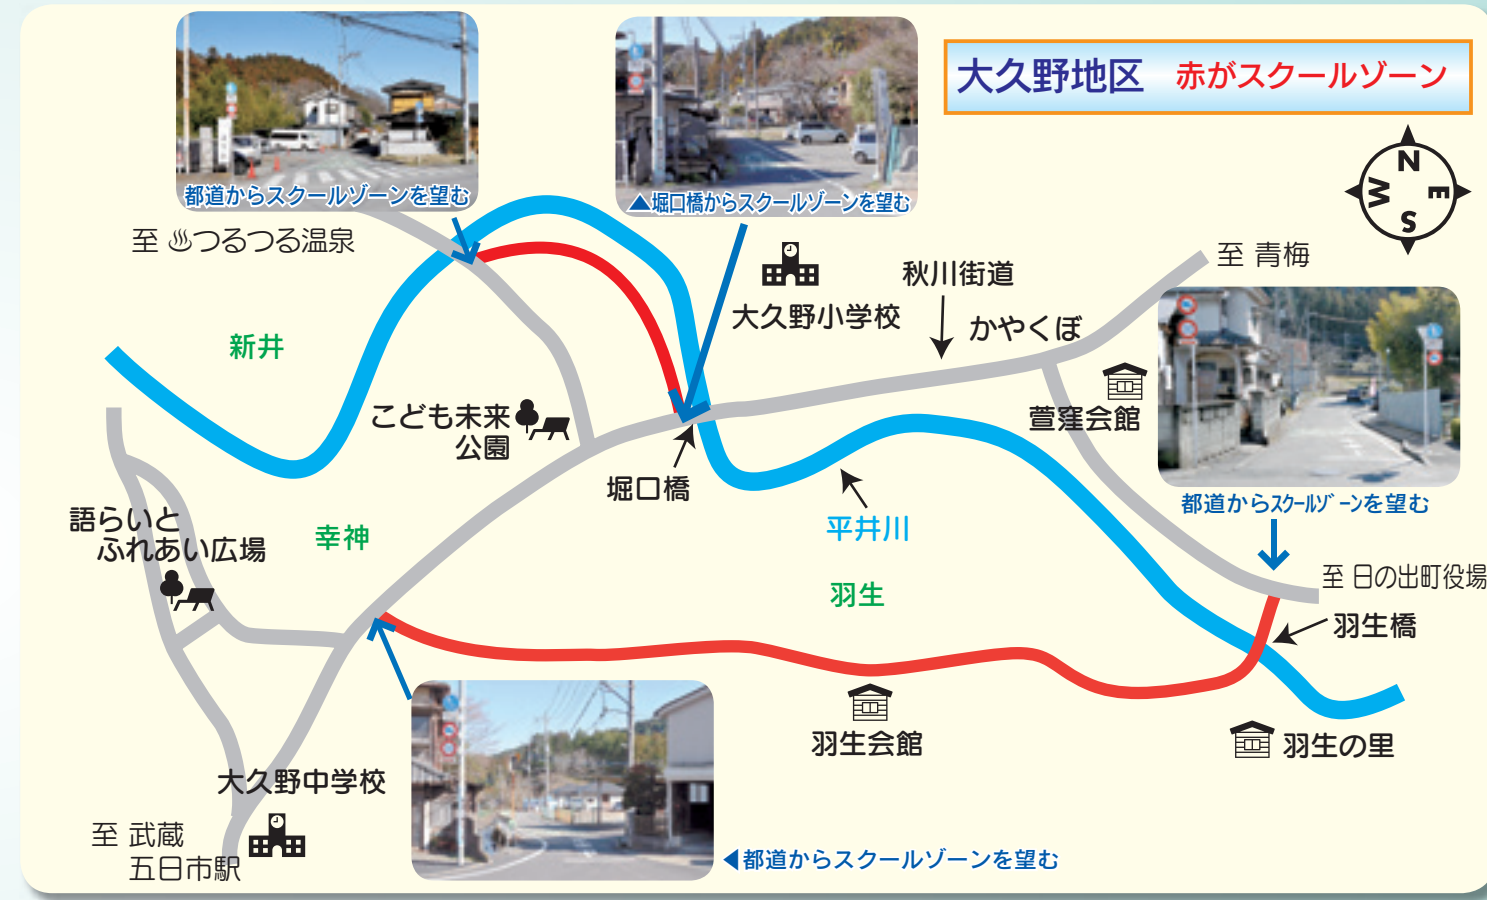 大久野地区 赤がスクールゾーン
都道からスクールゾーンを望む
▲堀口橋からスクールゾーンを望む
N
E
S
W
至 ♨つるつる温泉
大久野小学校
秋川街道
かやくぼ
至 青梅
新井
こども未来
公園
萱窪会館
堀口橋
平井川
都道からスクールゾーンを望む
語らいと
ふれあい広場
幸神
羽生
至 日の出町役場
羽生橋
羽生会館
羽生の里
大久野中学校
至 武蔵
五日市駅
◀都道からスクールゾーンを望む